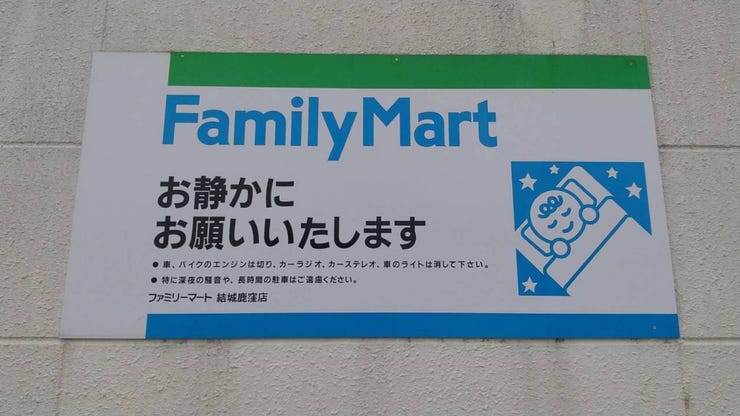 FamilyMart
お静かに
お願いいたします
● 車、バイクのエンジンは切り、カーラジオ、カーステレオ、車のライトは消して下さい。
● 特に深夜の騒音や、長時間の駐車はご遠慮ください。
ファミリーマート 結城鹿窪店